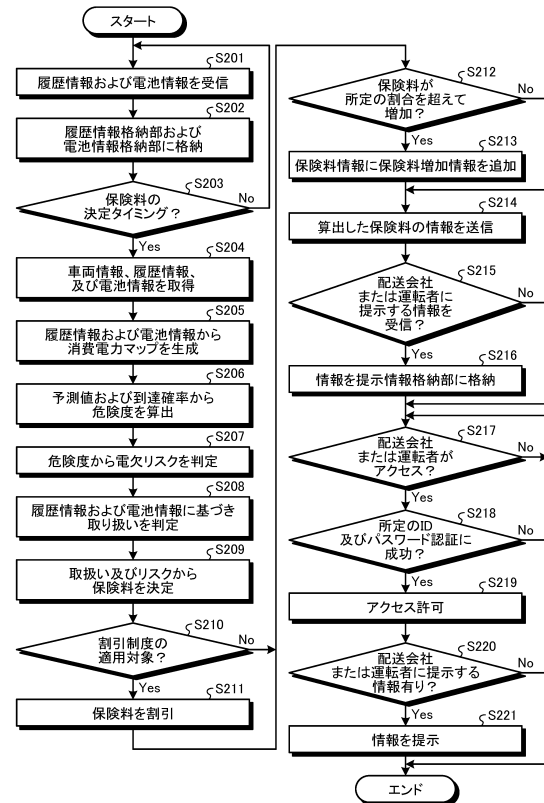 スタート
S201
履歴情報および電池情報を受信
S202
履歴情報格納部および
電池情報格納部に格納
S203
保険料の
決定タイミング？
No
Yes
S204
車両情報、履歴情報、
及び電池情報を取得
S205
履歴情報および電池情報から
消費電力マップを生成
S206
予測値および到達確率から
危険度を算出
S207
危険度から電欠リスクを判定
S208
履歴情報および電池情報に基づき
取り扱いを判定
S209
取扱い及びリスクから
保険料を決定
S210
割引制度の
適用対象？
No
Yes
S211
保険料を割引
S212
保険料が
所定の割合を超えて
増加？
No
Yes
S213
保険料情報に保険料増加情報を追加
S214
算出した保険料の情報を送信
S215
配送会社
または運転者に
提示する情報を
受信？
No
Yes
S216
情報を提示情報格納部に格納
S217
配送会社
または運転者が
アクセス？
No
Yes
S218
所定のID
及びパスワード認証に
成功？
No
Yes
S219
アクセス許可
S220
配送会社
または運転者に提示する
情報有り？
No
Yes
S221
情報を提示
エンド